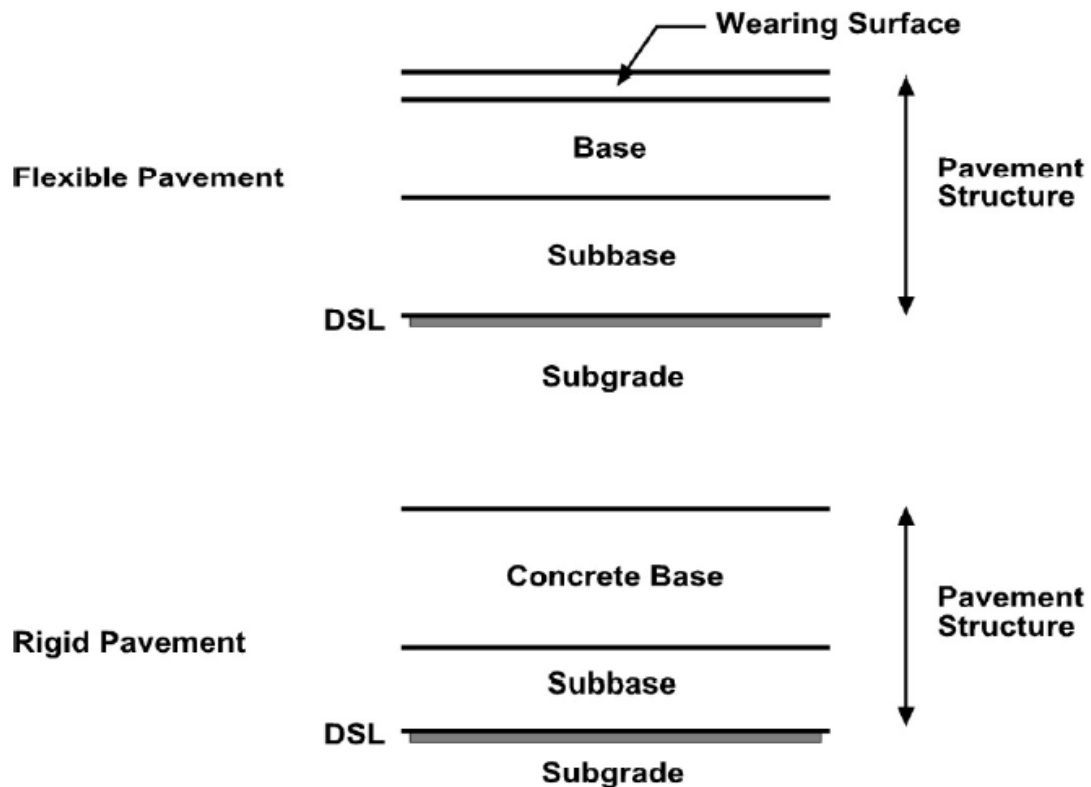 Wearing Surface
Base
Flexible Pavement
Pavement
Structure
Subbase
DSL
Subgrade
Concrete Base
Pavement
Structure
Rigid Pavement
Subbase
DSL
Subgrade